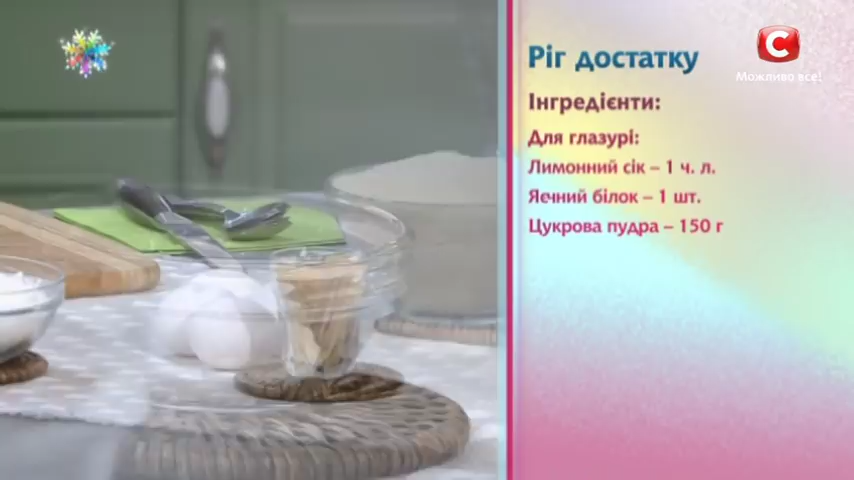 Ріг достатку
Інгредієнти:
Для глазурі:
Лимонний сік – 1 ч. л.
Яєчний білок – 1 шт.
Цукрова пудра – 150 г
С
Можливо все!